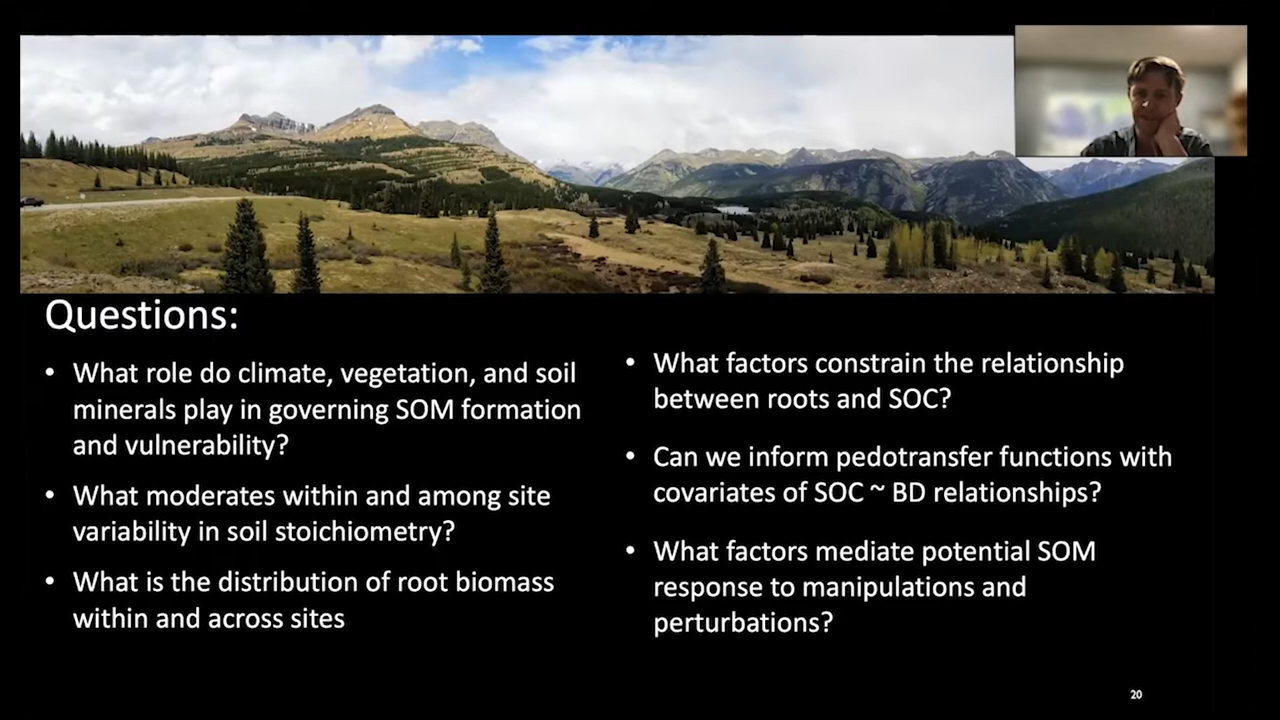 Questions:
• What role do climate, vegetation, and soil
minerals play in governing SOM formation
and vulnerability?
• What moderates within and among site
variability in soil stoichiometry?
• What is the distribution of root biomass
within and across sites
• What factors constrain the relationship
between roots and SOC?
• Can we inform pedotransfer functions with
covariates of SOC ~ BD relationships?
• What factors mediate potential SOM
response to manipulations and
perturbations?
20